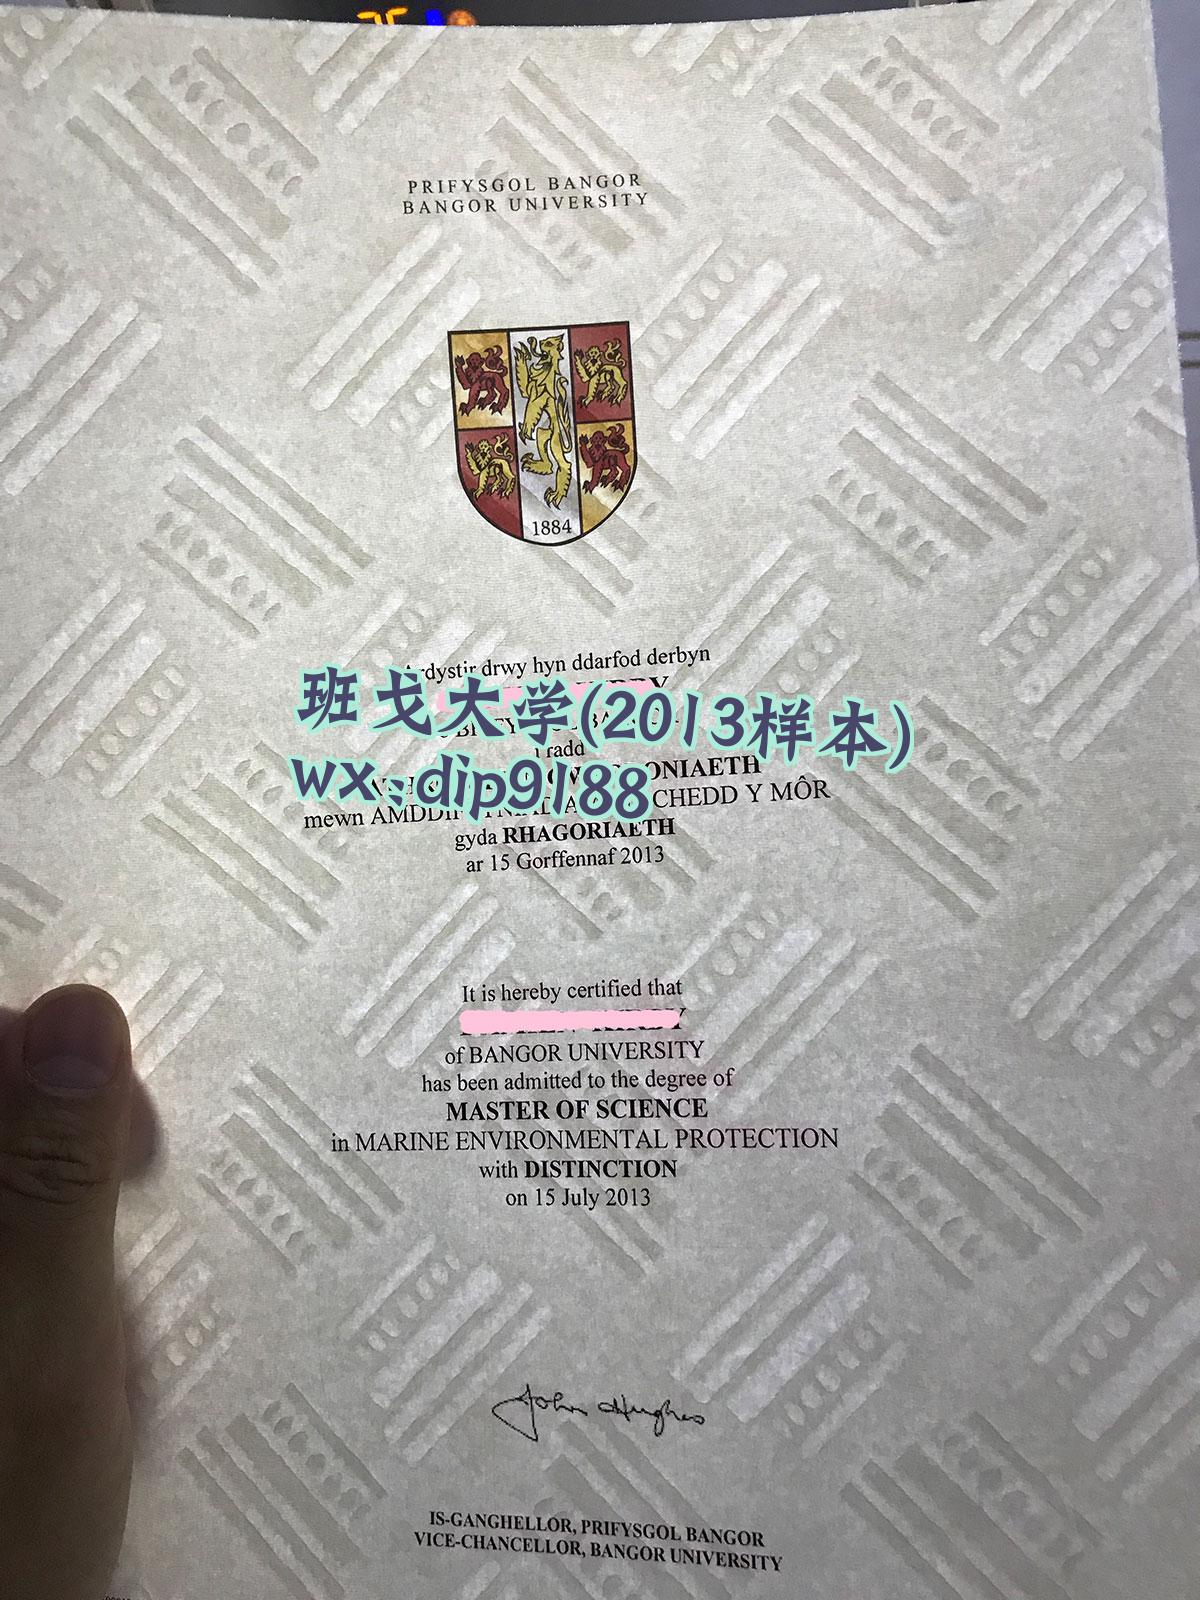 PRIFYSGOL BANGOR
BANGOR UNIVERSITY
1884
Ardystir drwy hyn ddarfod derbyn
班戈大学(2013样本)
i radd
wx:dip9188
mewn Y MÔR
gyda RHAGORIAETH
ar 15 Gorffennaf 2013
It is hereby certified that
of BANGOR UNIVERSITY
has been admitted to the degree of
MASTER OF SCIENCE
in MARINE ENVIRONMENTAL PROTECTION
with DISTINCTION
on 15 July 2013
John Hughes
IS-GANGHELLOR, PRIFYSGOL BANGOR
VICE-CHANCELLOR, BANGOR UNIVERSITY